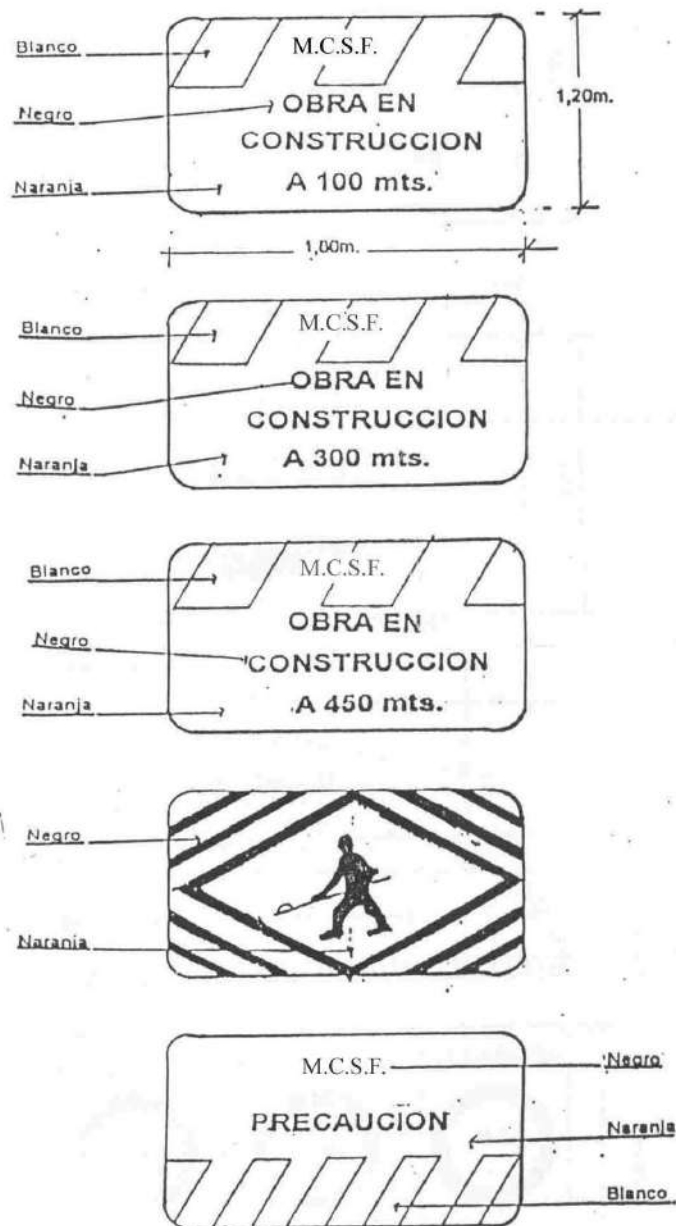 Blanco
M.C.S.F.
Negro
OBRA EN
CONSTRUCCION
1,20m.
Naranja
A 100 mts.
1,00m.
Blanco
M.C.S.F.
Negro
OBRA EN
CONSTRUCCION
Naranja
A 300 mts.
Blanco
M.C.S.F.
OBRA EN
Negro
CONSTRUCCION
Naranja
A 450 mts.
Negro
Naranja
M.C.S.F.
Negro
PRECAUCION
Naranja
Blanco